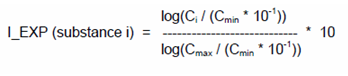 log(Ci / (Cmin * 10-1))
I_EXP (substance i) = ---------------------------- * 10
log(Cmax / (Cmin * 10-1))